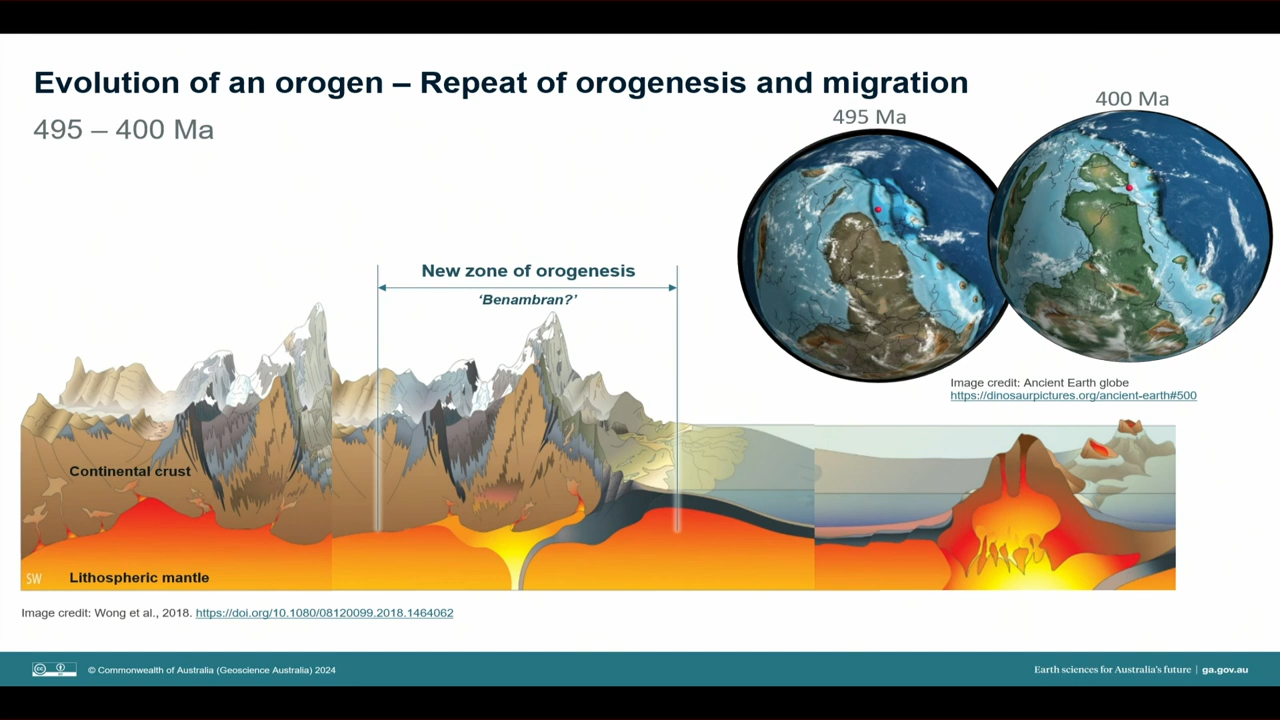 Evolution of an orogen – Repeat of orogenesis and migration
495 – 400 Ma
495 Ma
400 Ma
New zone of orogenesis
‘Benambran?’
Image credit: Ancient Earth globe
https://dinosaurpictures.org/ancient-earth#500
Continental crust
SW
Lithospheric mantle
Image credit: Wong et al., 2018. https://doi.org/10.1080/08120099.2018.1464062
cc BY
© Commonwealth of Australia (Geoscience Australia) 2024
Earth sciences for Australia's future | ga.gov.au